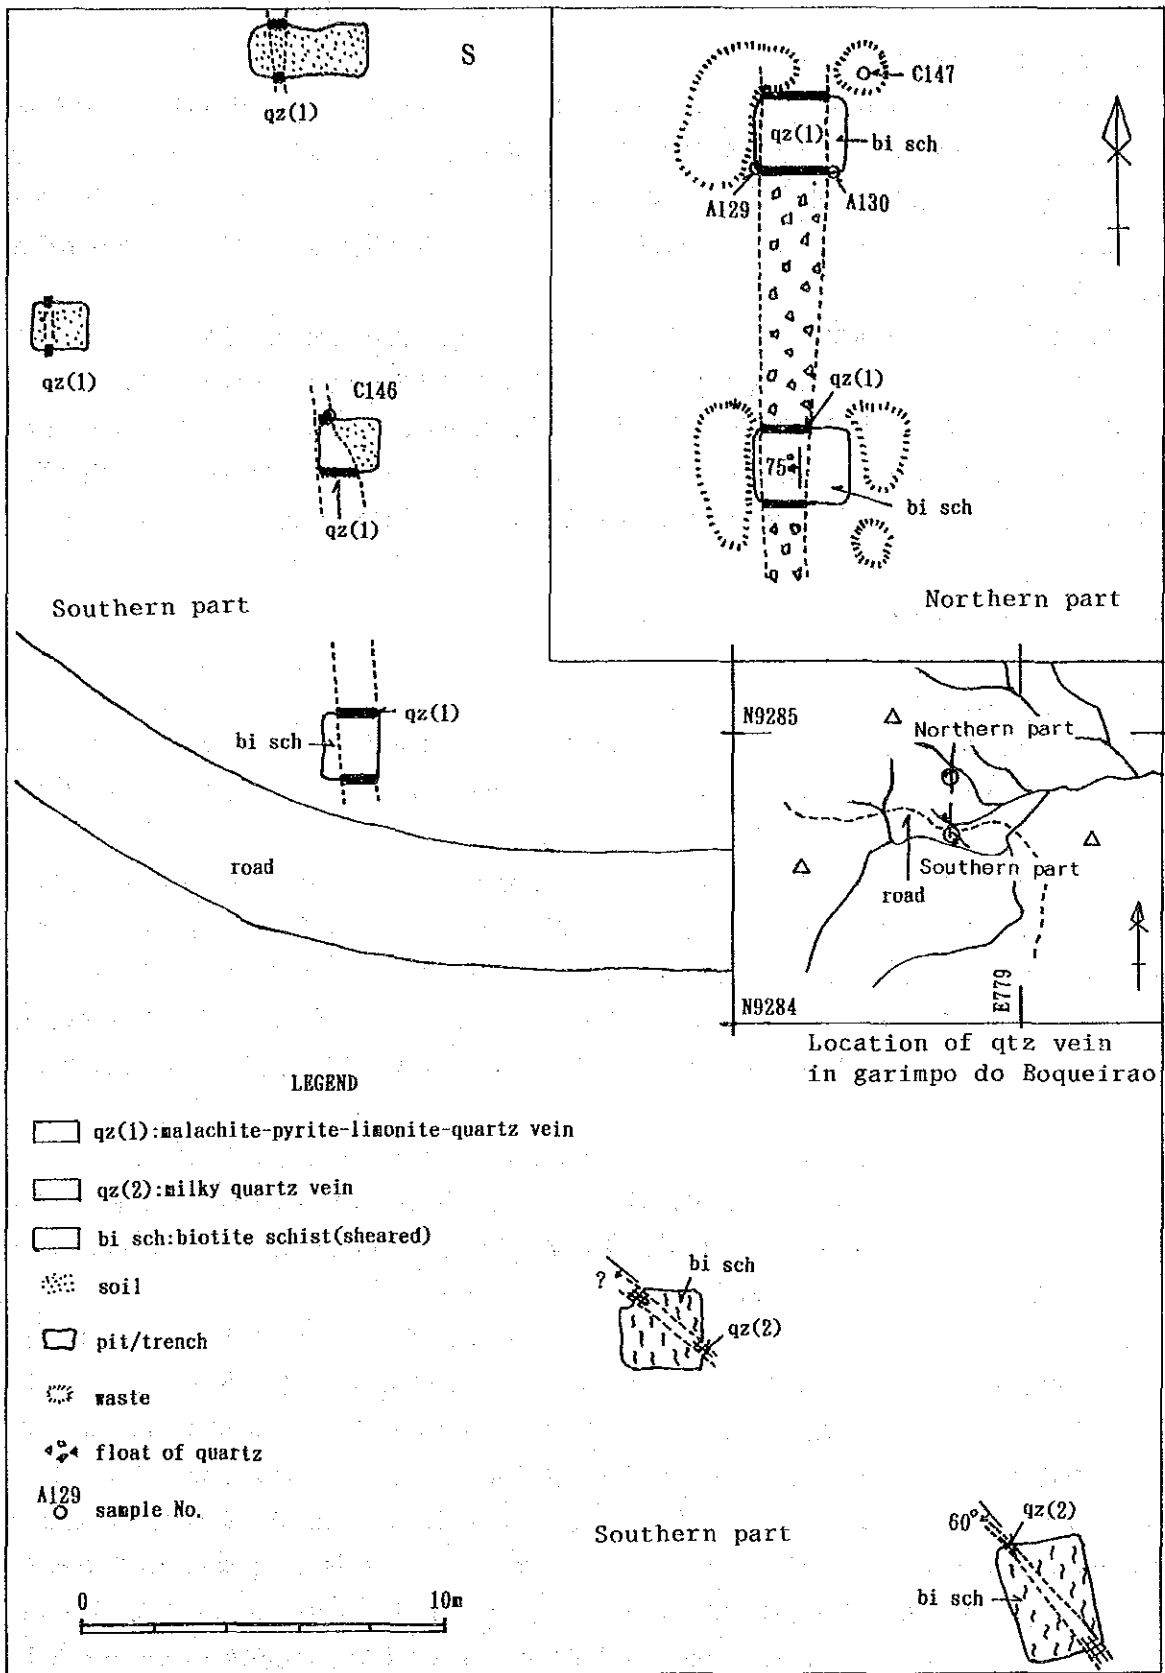 S
qz(1)
C147
qz(1)
bi sch
A129
A130
qz(1)
C146
qz(1)
qz(1)
75°
bi sch
Southern part
Northern part
qz(1)
bi sch
N9285
Northern part
road
Southern part
road
E779
N9284
Location of qtz vein
in garimpo do Boqueirao
LEGEND
qz(1):malachite-pyrite-limonite-quartz vein
qz(2):milky quartz vein
bi sch:biotite schist(sheared)
soil
pit/trench
waste
float of quartz
A129
sample No.
bi sch
?
qz(2)
Southern part
60°
qz(2)
bi sch
0
10m